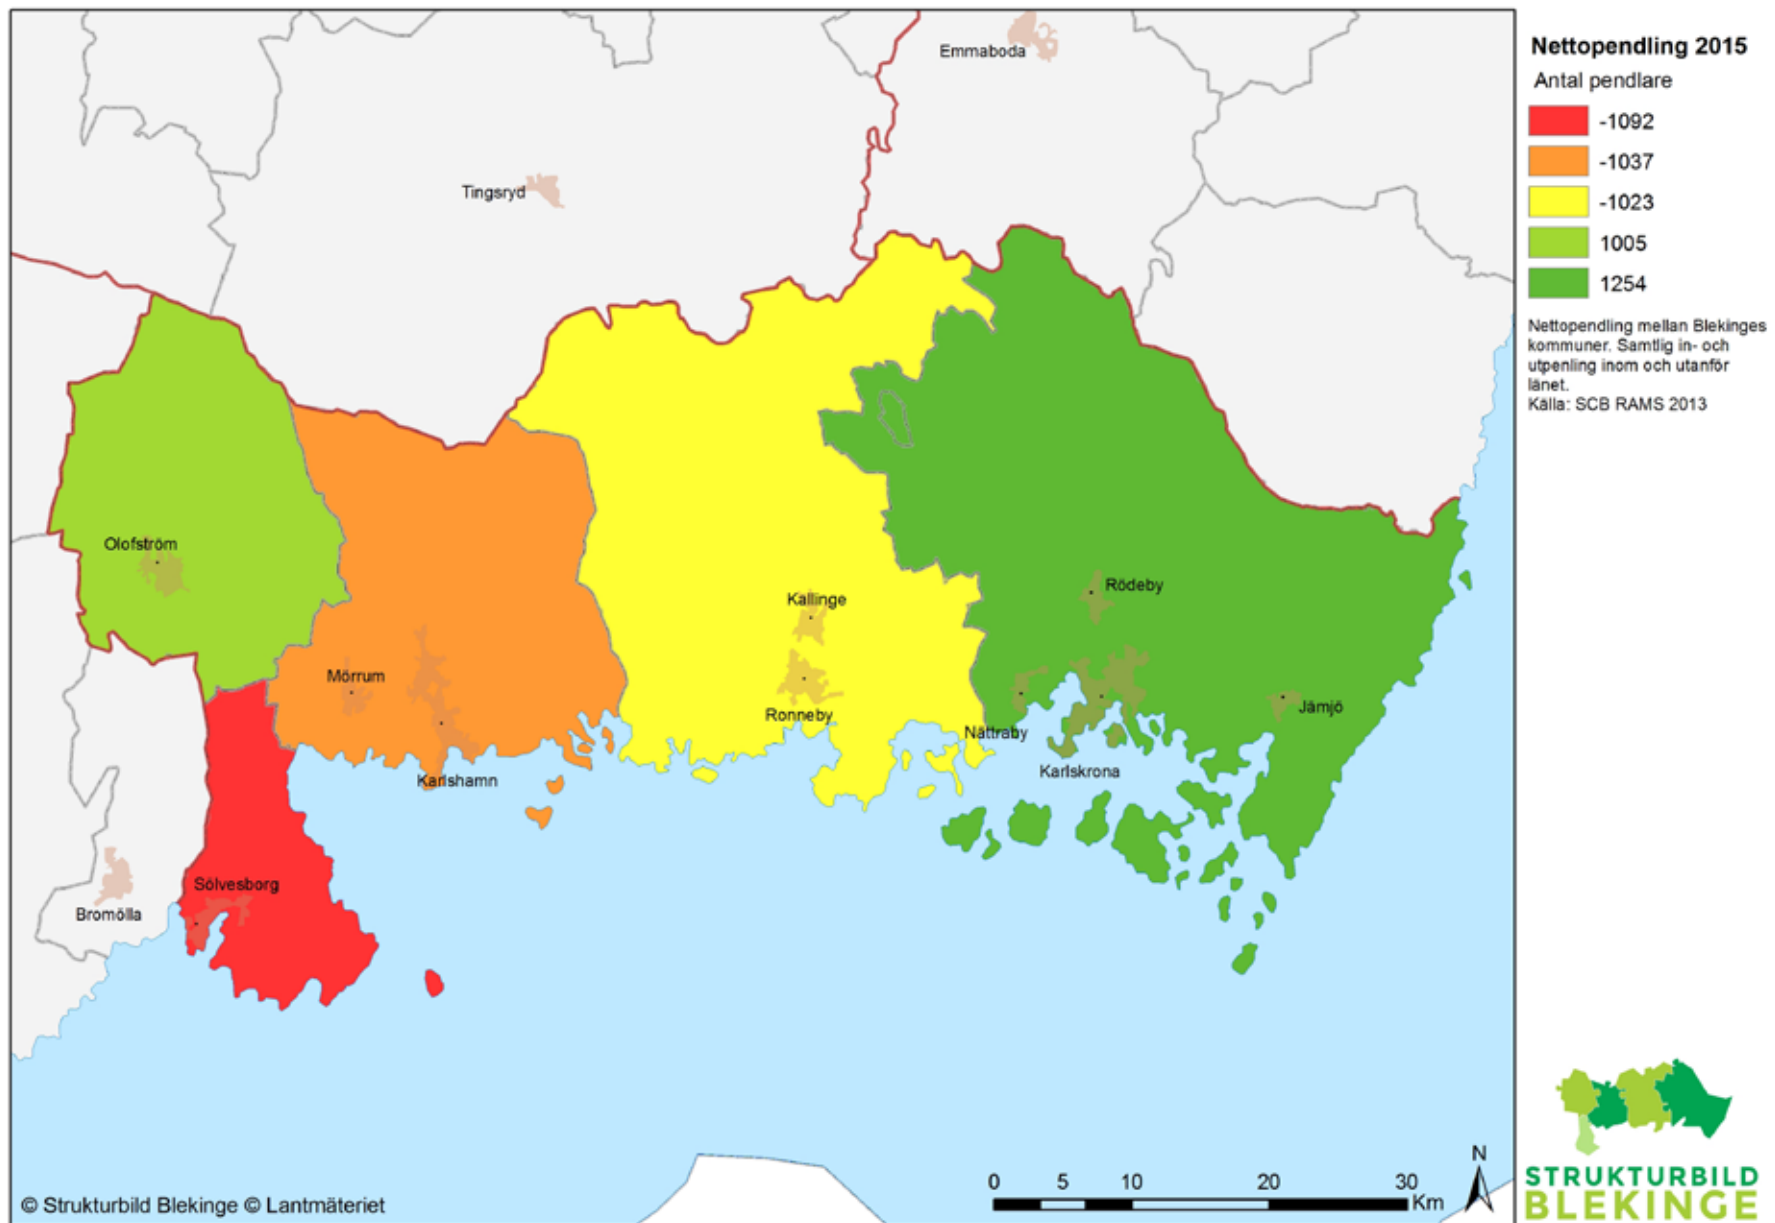 Emmaboda
Tingsryd
Olofström
Kallinge
Rödeby
Mörrum
Ronneby
Nättraby
Jämjö
Karlshamn
Karlskrona
Sölvesborg
Bromölla
Nettopendling 2015
Antal pendlare
-1092
-1037
-1023
1005
1254
Nettopendling mellan Blekinges
kommuner. Samtlig in- och
utpenling inom och utanför
länet.
Källa: SCB RAMS 2013
© Strukturbild Blekinge © Lantmäteriet
0 5 10 20 30
Km
N
STRUKTURBILD
BLEKINGE